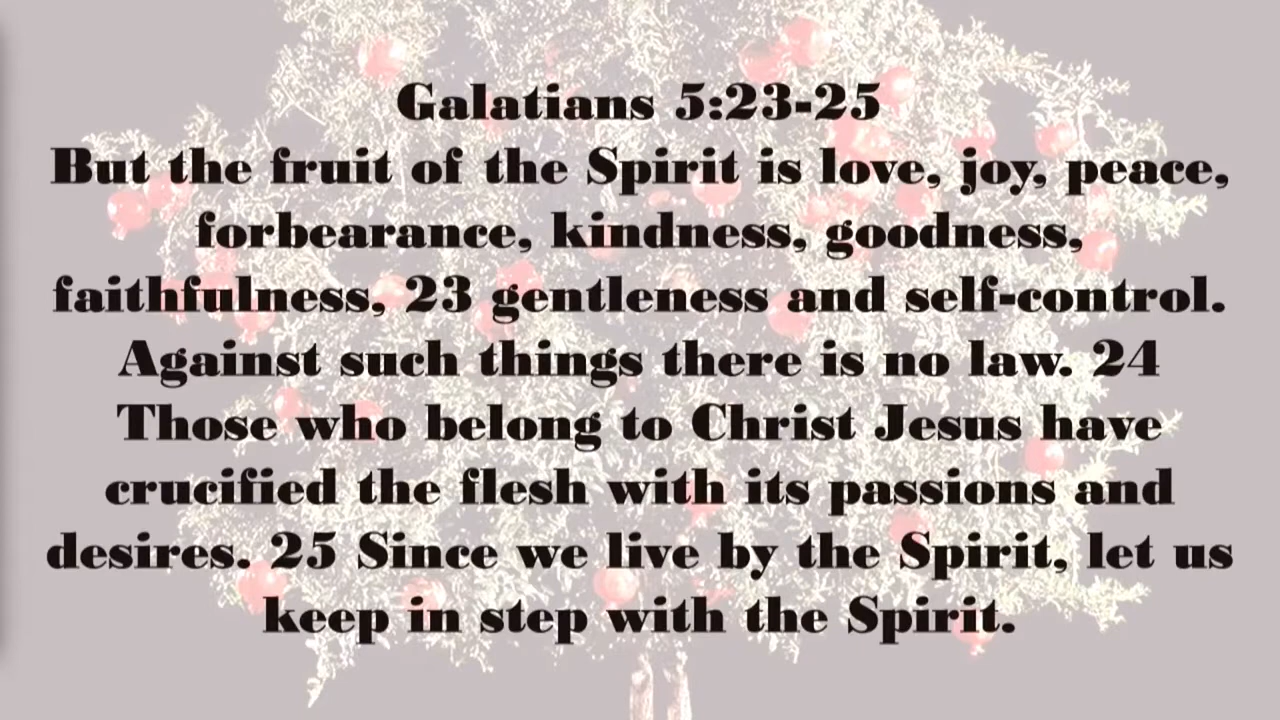 Galatians 5:23-25
But the fruit of the Spirit is love, joy, peace,
forbearance, kindness, goodness,
faithfulness, 23 gentleness and self-control.
Against such things there is no law. 24
Those who belong to Christ Jesus have
crucified the flesh with its passions and
desires. 25 Since we live by the Spirit, let us
keep in step with the Spirit.